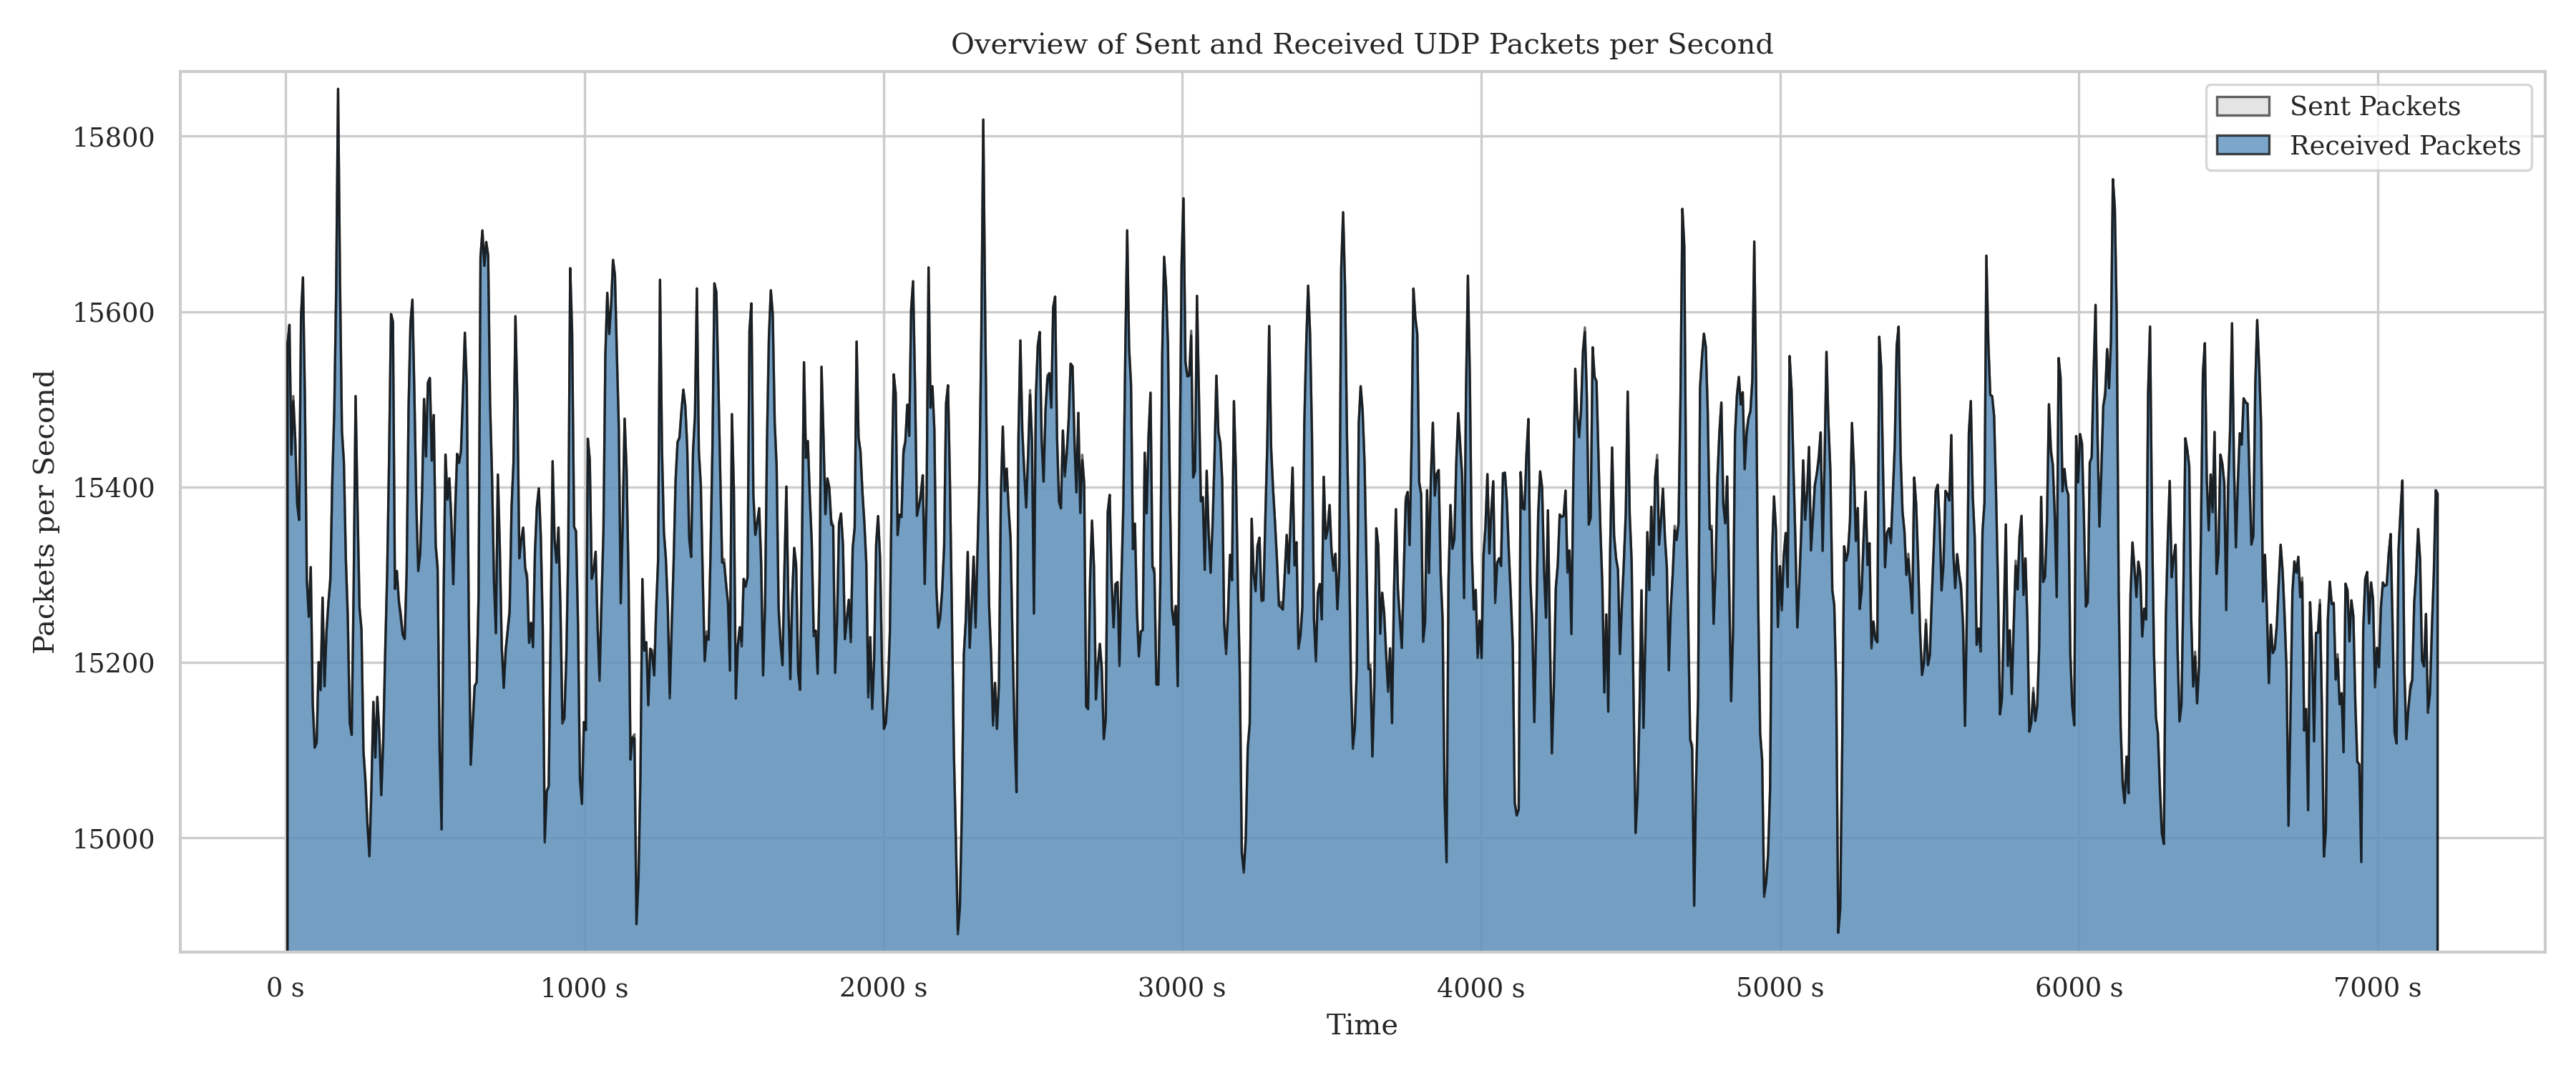 Overview of Sent and Received UDP Packets per Second
Sent Packets
Received Packets
Packets per Second
15800
15600
15400
15200
15000
0 s
1000 s
2000 s
3000 s
4000 s
5000 s
6000 s
7000 s
Time